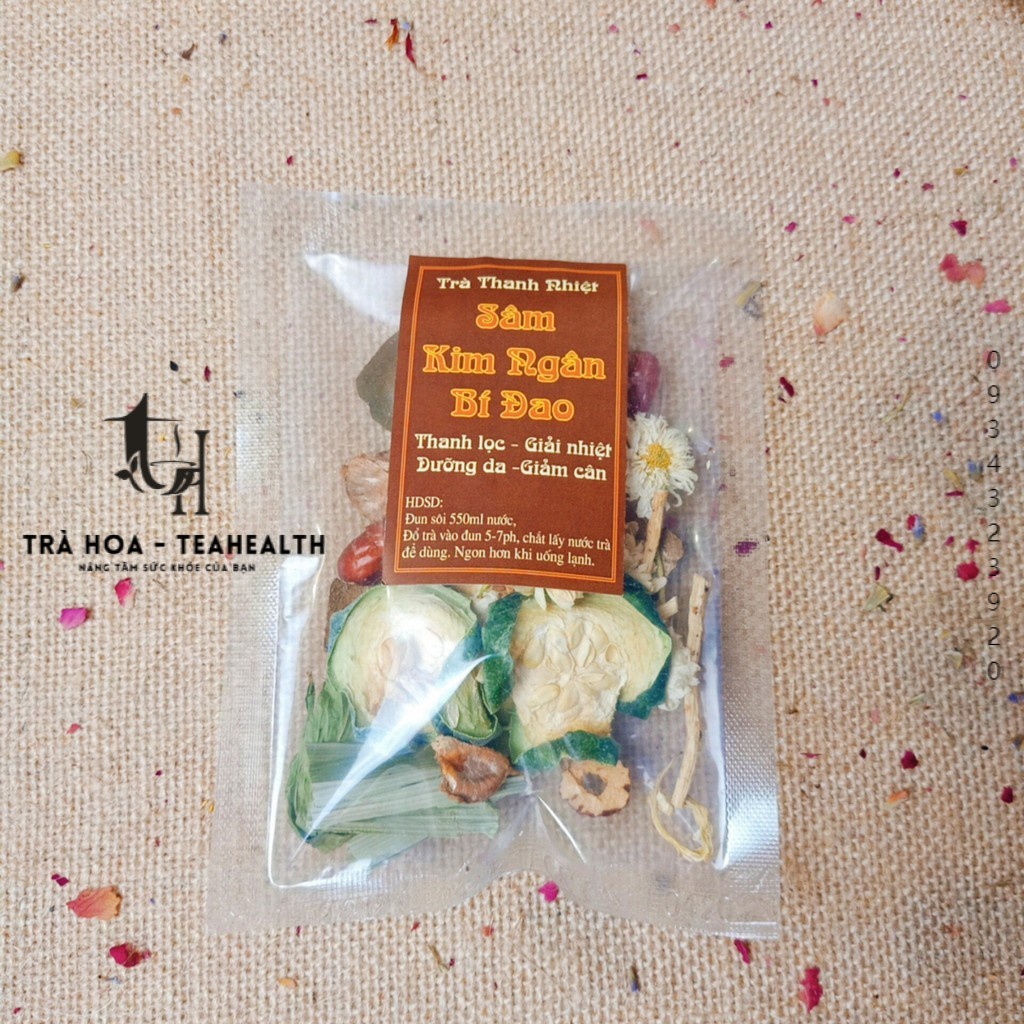 Trà Thanh Nhiệt
Sâm
Kim Ngân
Bí Đao
Thanh lọc - Giải nhiệt
Dưỡng da -Giảm cân
HDSD:
Đun sôi 550ml nước,
Đổ trà vào đun 5-7ph, chắt lấy nước trà
để dùng. Ngon hơn khi uống lạnh.
tH
TRÀ HOA - TEAHEALTH
NÂNG TẦM SỨC KHỎE CỦA BẠN
0934323920